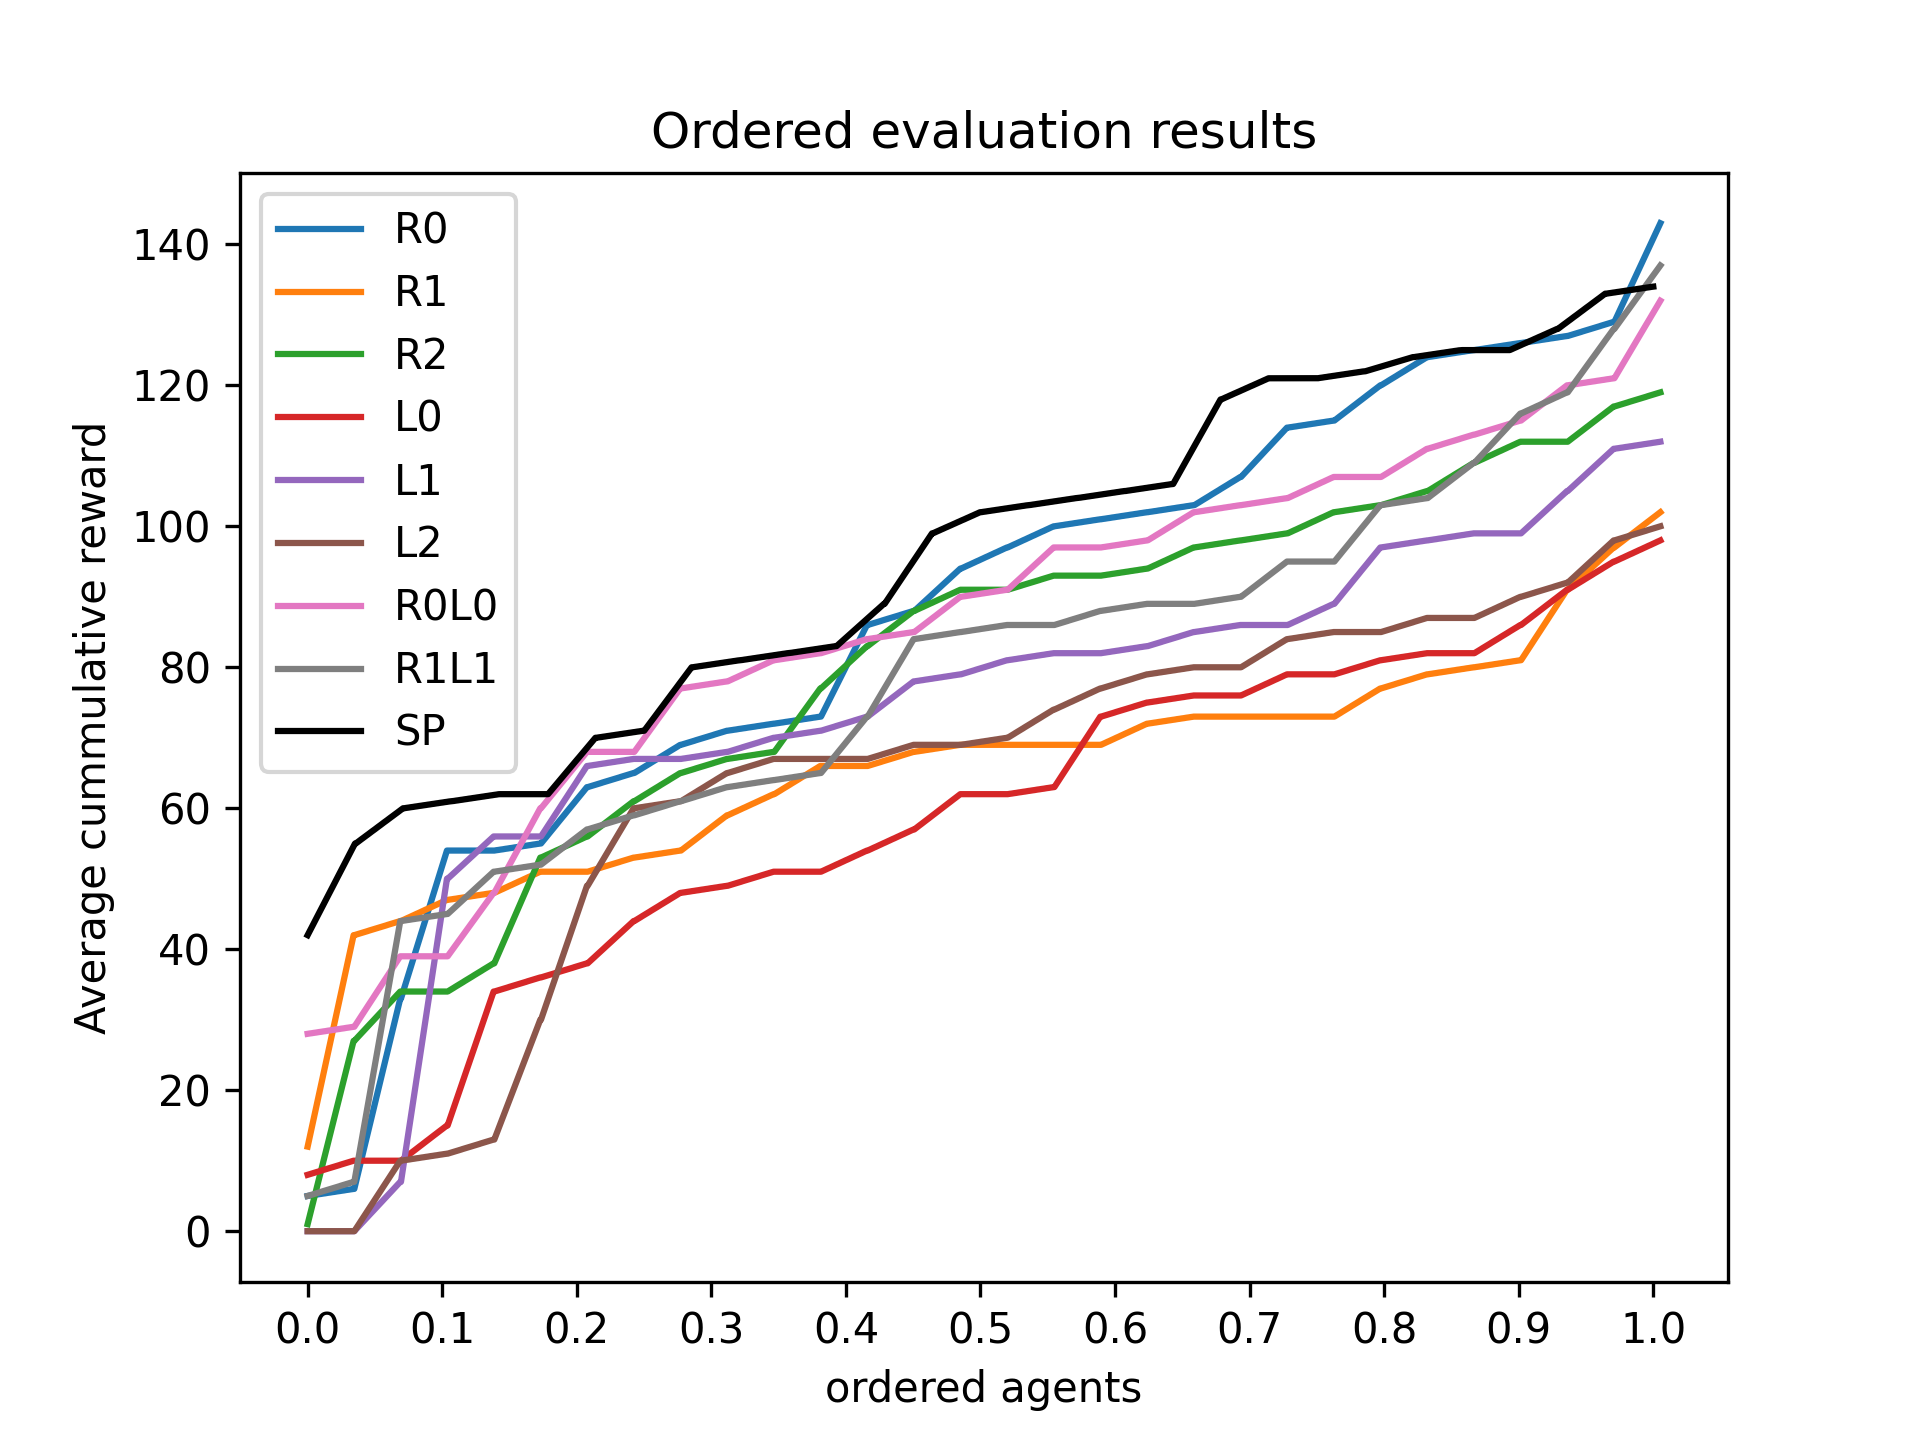 Ordered evaluation results
R0
R1
R2
L0
L1
L2
R0L0
R1L1
SP
Average cummulative reward
140
120
100
80
60
40
20
0
0.0 0.1 0.2 0.3 0.4 0.5 0.6 0.7 0.8 0.9 1.0
ordered agents